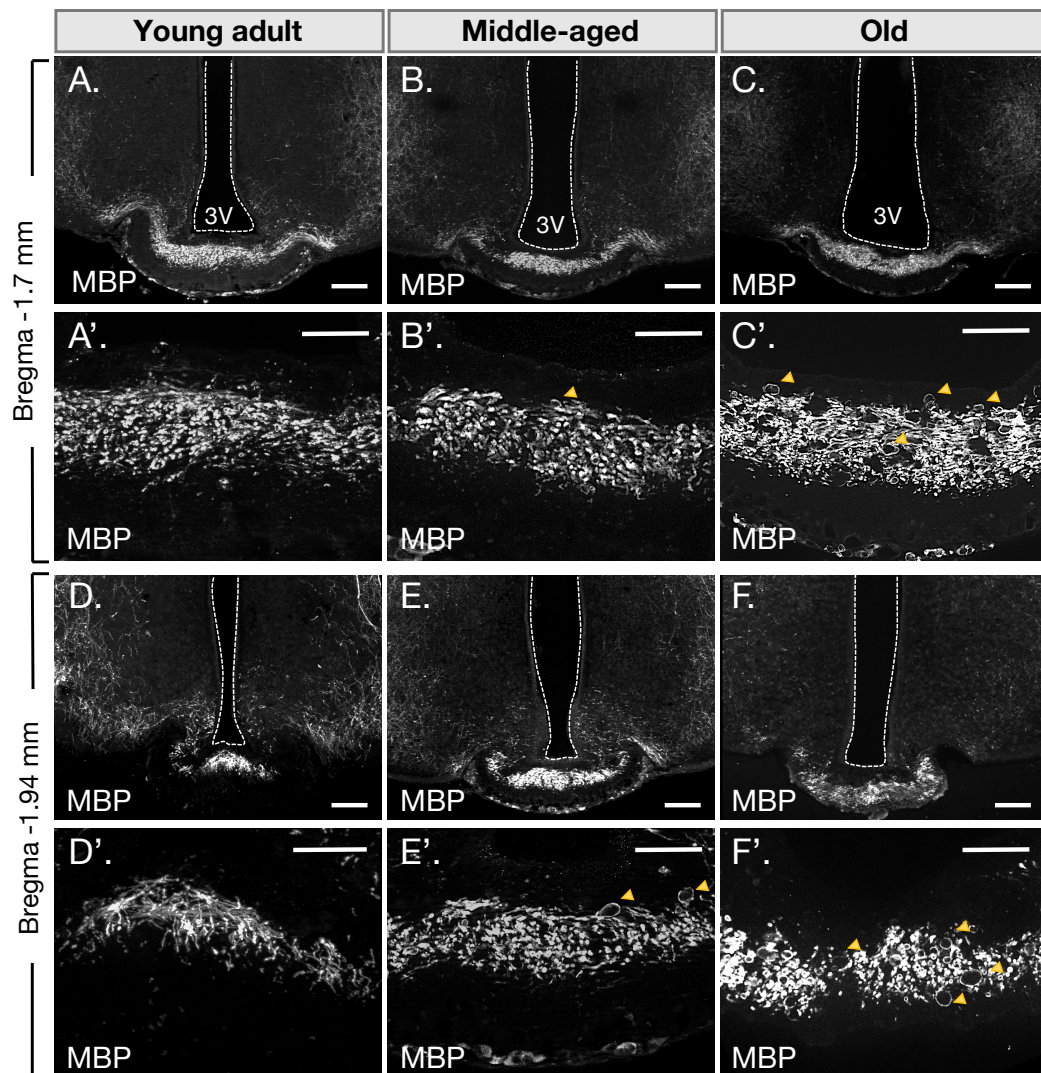 Young adult
Middle-aged
Old
Bregma -1.7 mm
A.
3V
MBP
B.
3V
MBP
C.
3V
MBP
A'.
MBP
B'.
MBP
C'.
MBP
Bregma -1.94 mm
D.
MBP
E.
MBP
F.
MBP
D'.
MBP
E'.
MBP
F'.
MBP